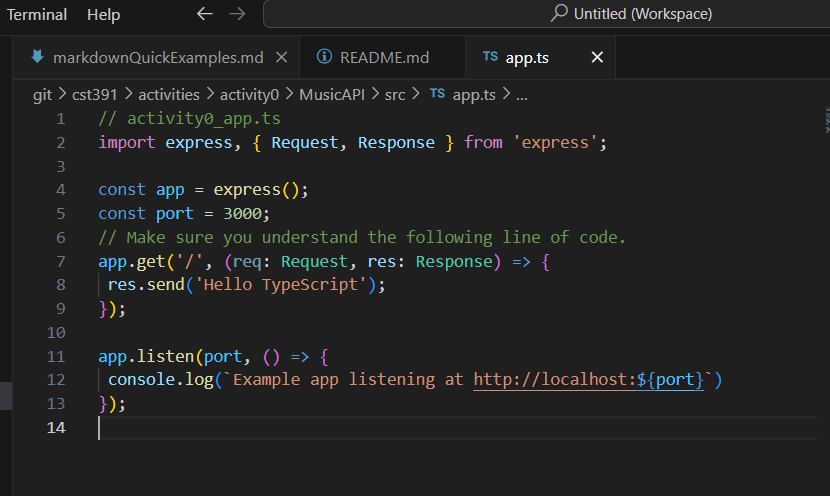 Terminal Help Untitled (Workspace)
markdownQuickExamples.md README.md TS app.ts
git > cst391 > activities > activity0 > MusicAPI > src > TS app.ts > ...
1 // activity0_app.ts
2 import express, { Request, Response } from 'express';
3
4 const app = express();
5 const port = 3000;
6 // Make sure you understand the following line of code.
7 app.get('/', (req: Request, res: Response) => {
8 res.send('Hello TypeScript');
9 });
10
11 app.listen(port, () => {
12 console.log(`Example app listening at http://localhost:${port}`)
13 });
14